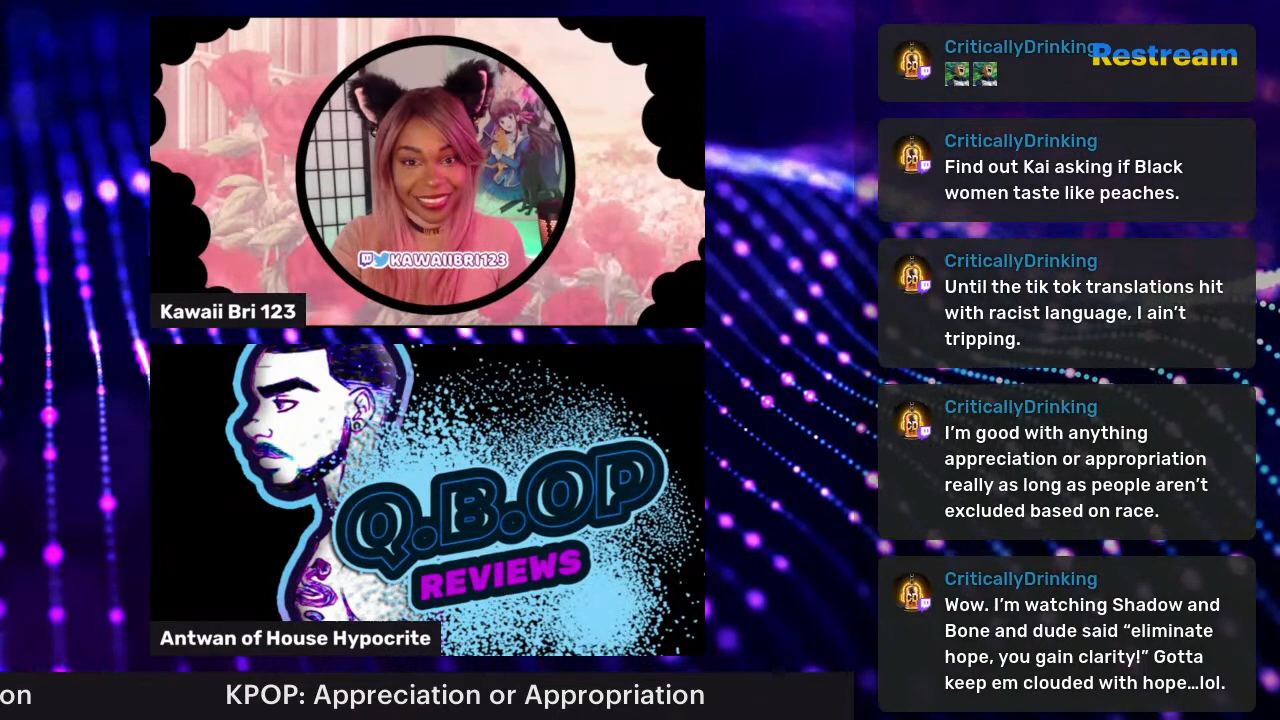 KAWAIIBRI123
Kawaii Bri 123
Q.B.OP
REVIEWS
Antwan of House Hypocrite
on
KPOP: Appreciation or Appropriation
Restream
CriticallyDrinking
CriticallyDrinking
Find out Kai asking if Black
women taste like peaches.
CriticallyDrinking
Until the tik tok translations hit
with racist language, I ain’t
tripping.
CriticallyDrinking
I’m good with anything
appreciation or appropriation
really as long as people aren’t
excluded based on race.
CriticallyDrinking
Wow. I’m watching Shadow and
Bone and dude said “eliminate
hope, you gain clarity!” Gotta
keep em clouded with hope…lol.